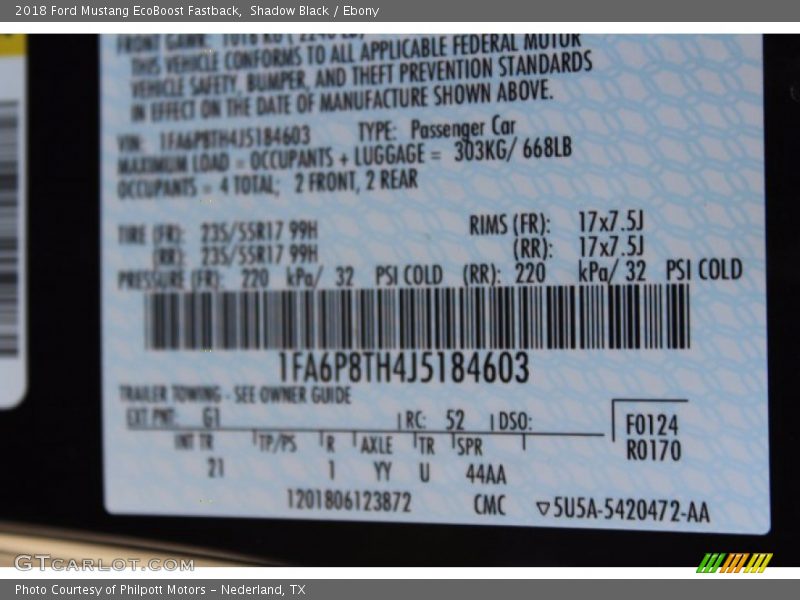 2018 Ford Mustang EcoBoost Fastback, Shadow Black / Ebony
THIS VEHICLE CONFORMS TO ALL APPLICABLE FEDERAL MOTOR
VEHICLE SAFETY, BUMPER, AND THEFT PREVENTION STANDARDS
IN EFFECT ON THE DATE OF MANUFACTURE SHOWN ABOVE.
VIN: 1FA6P8TH4J5184603 TYPE: Passenger Car
MAXIMUM LOAD = OCCUPANTS + LUGGAGE = 303KG/ 668LB
OCCUPANTS = 4 TOTAL; 2 FRONT, 2 REAR
TIRE (FR): 235/55R17 99H RIMS (FR): 17x7.5J
(RR): 235/55R17 99H (RR): 17x7.5J
PRESSURE (FR): 220 kPa/ 32 PSI COLD (RR): 220 kPa/ 32 PSI COLD
1FA6P8TH4J5184603
TRAILER TOWING - SEE OWNER GUIDE
EXT PNT: G1 RC: 52 DSO: F0124
R0170
INT TR TP/PS R AXLE TR SPR
21 1 YY U 44AA
1201806123872 CMC ▽5U5A-5420472-AA
GTCARLOT.COM
Photo Courtesy of Philpott Motors - Nederland, TX